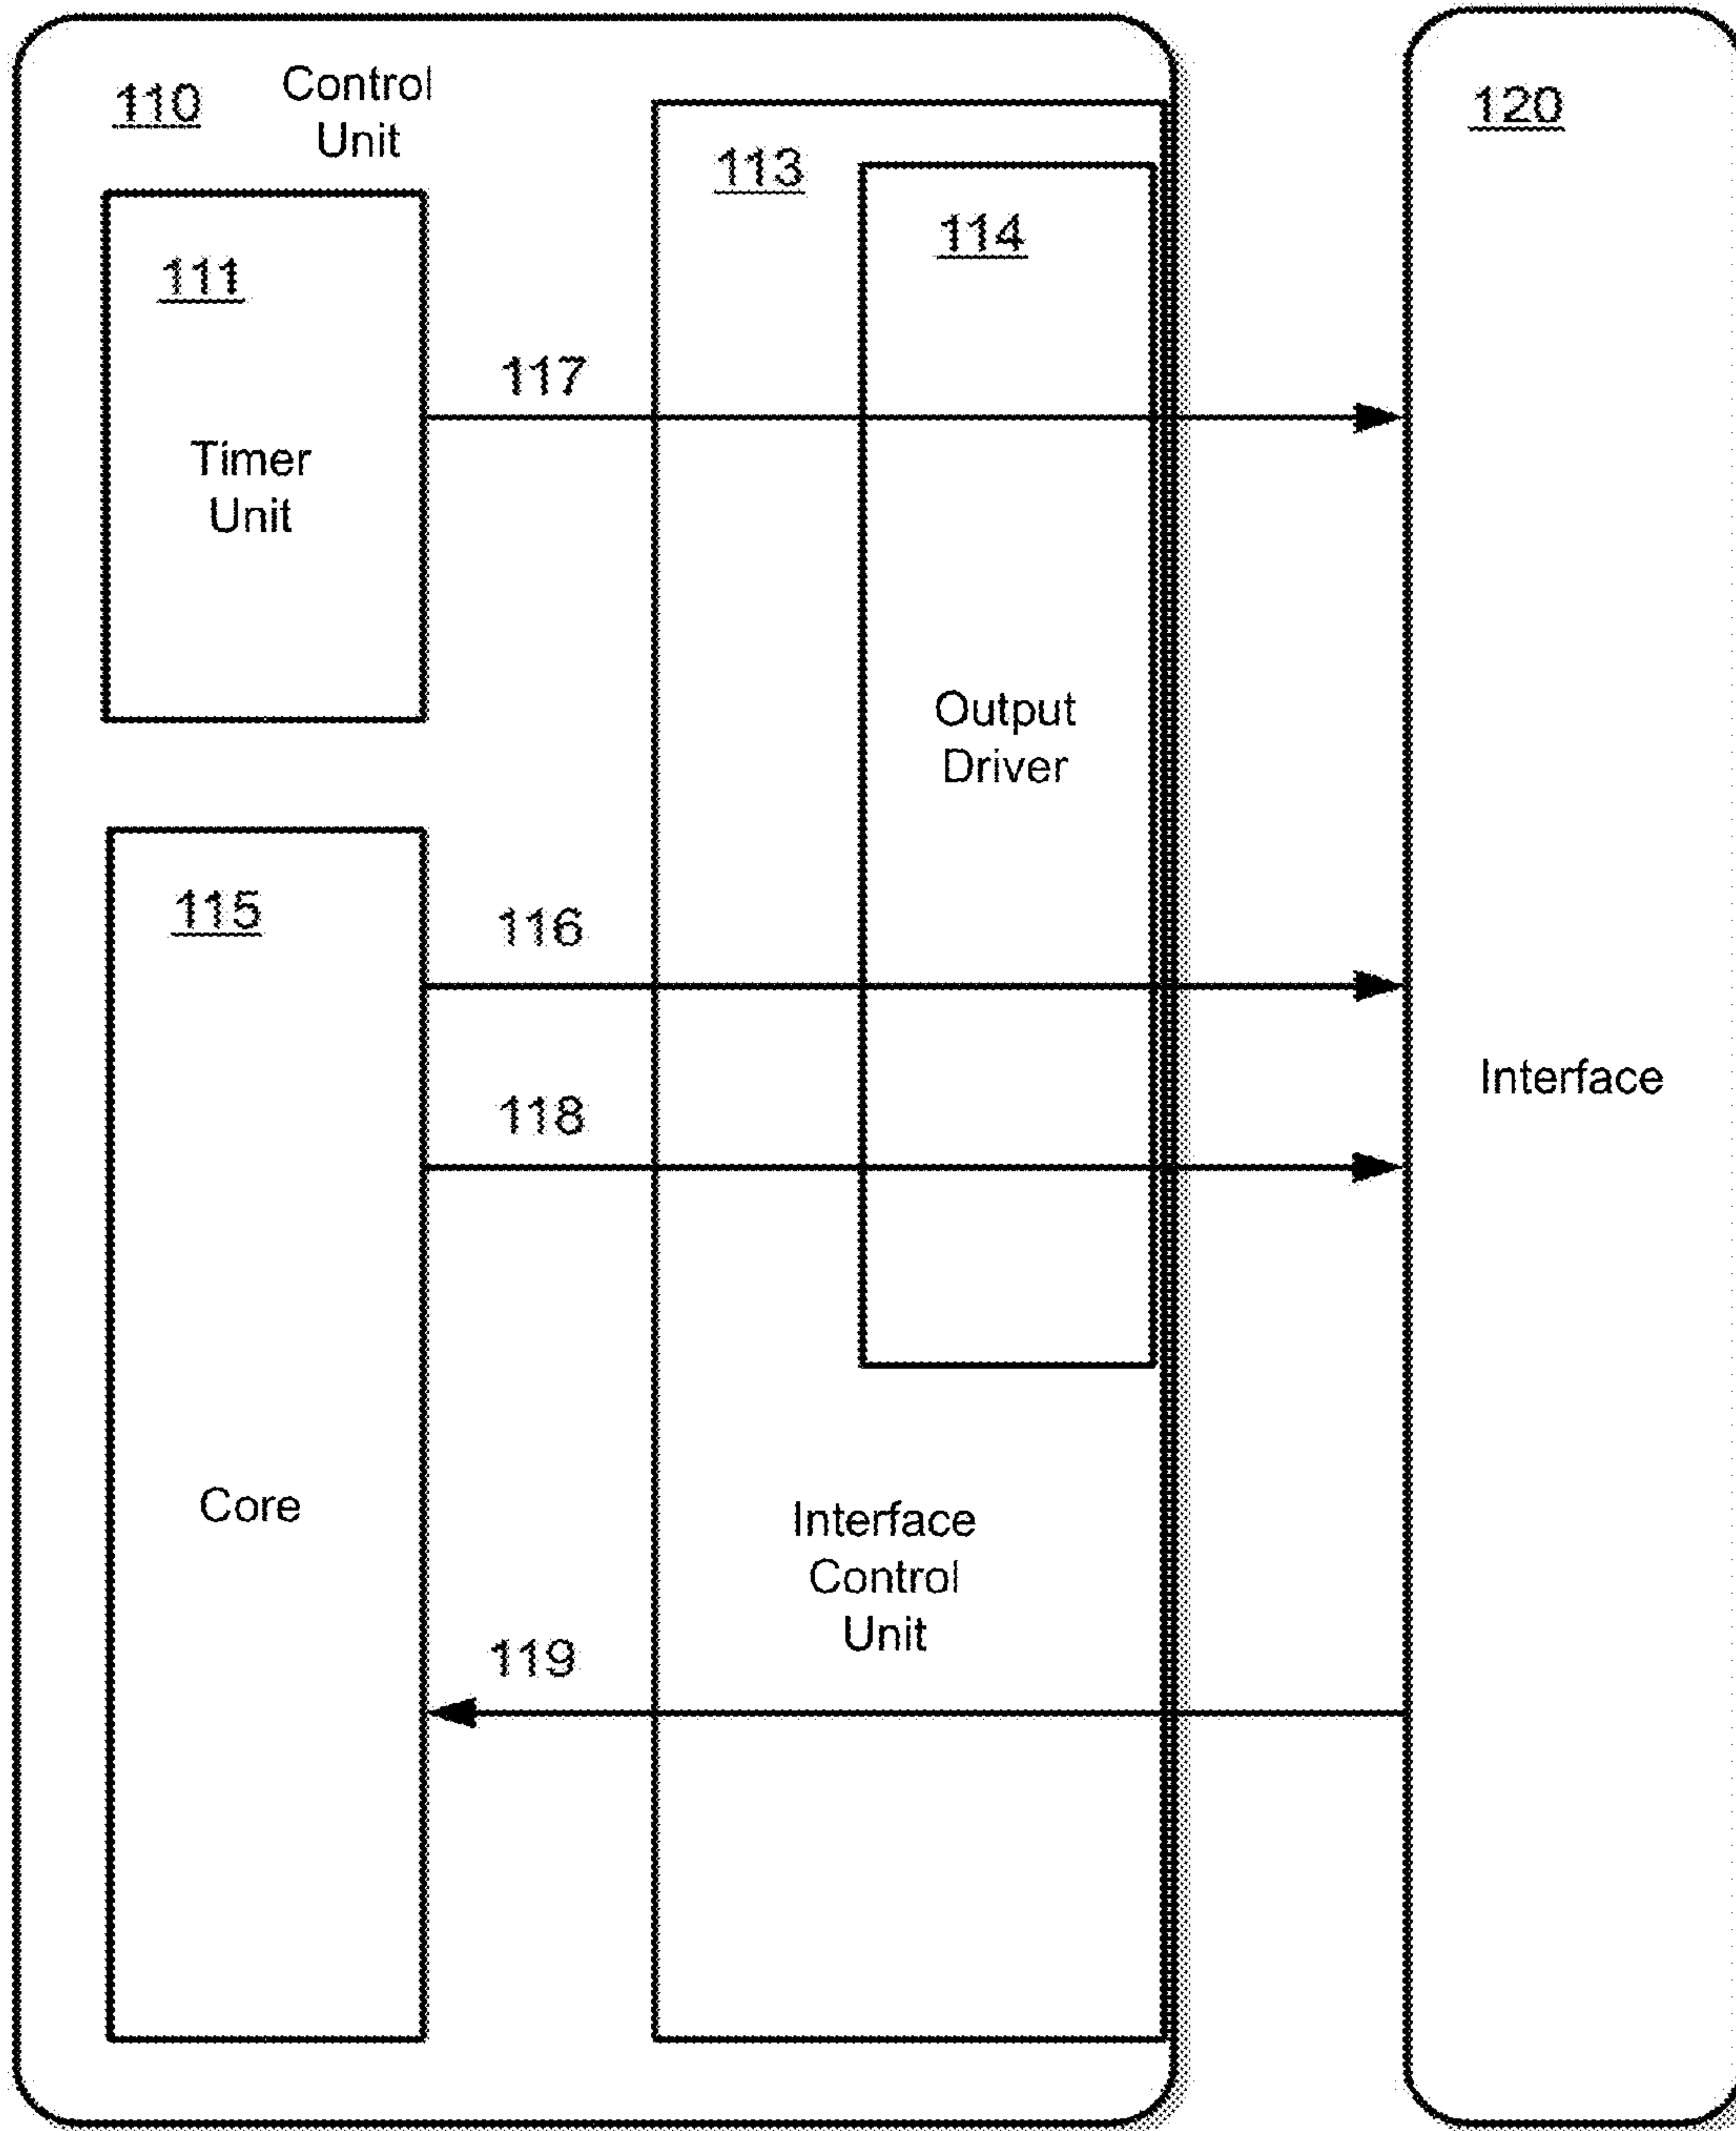 110
Control
Unit
120
113
114
111
117
Timer
Unit
Output
Driver
115
116
118
Interface
Core
Interface
Control
Unit
119